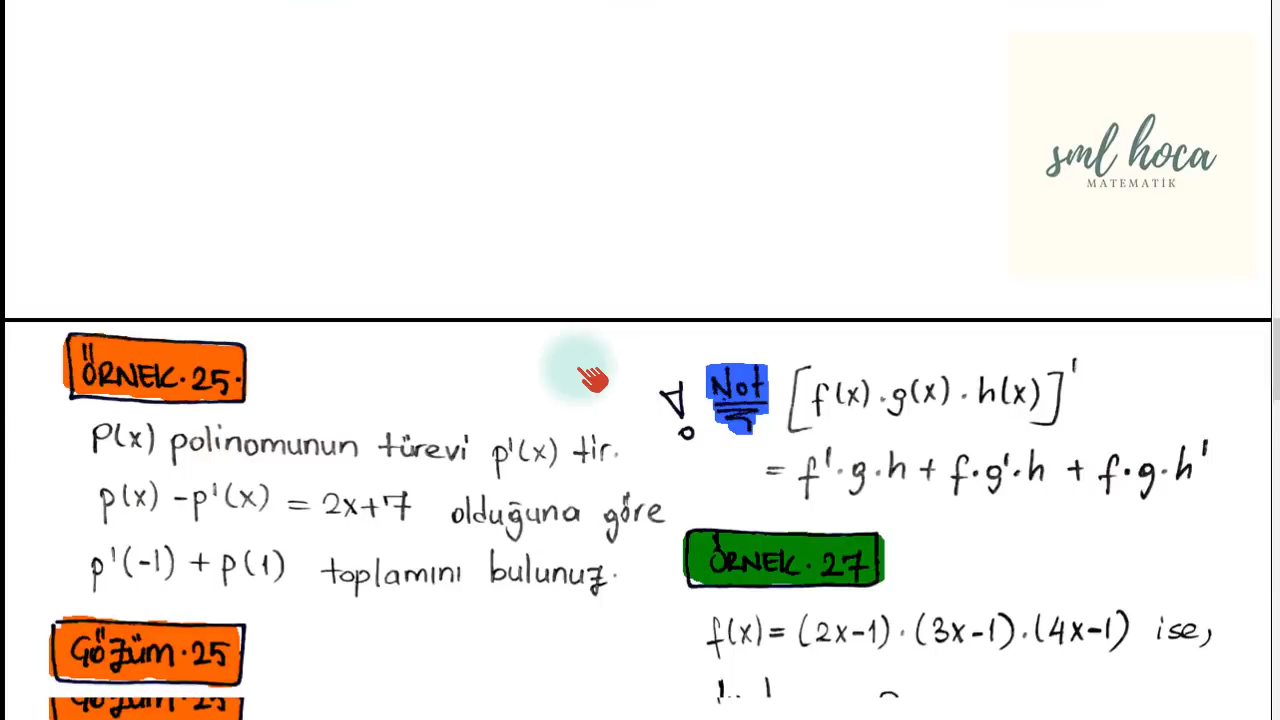 sml hoca
MATEMATİK
ÖRNEK.25.
P(x) polinomunun türevi p'(x) tir.
p(x) - p'(x) = 2x+7 olduğuna göre
p'(-1) + p(1) toplamını bulunuz.
ÇÖZÜM.25
Not [f(x).g(x).h(x)]'
= f'.g.h + f.g'.h + f.g.h'
ÖRNEK.27
f(x) = (2x-1).(3x-1).(4x-1) ise,